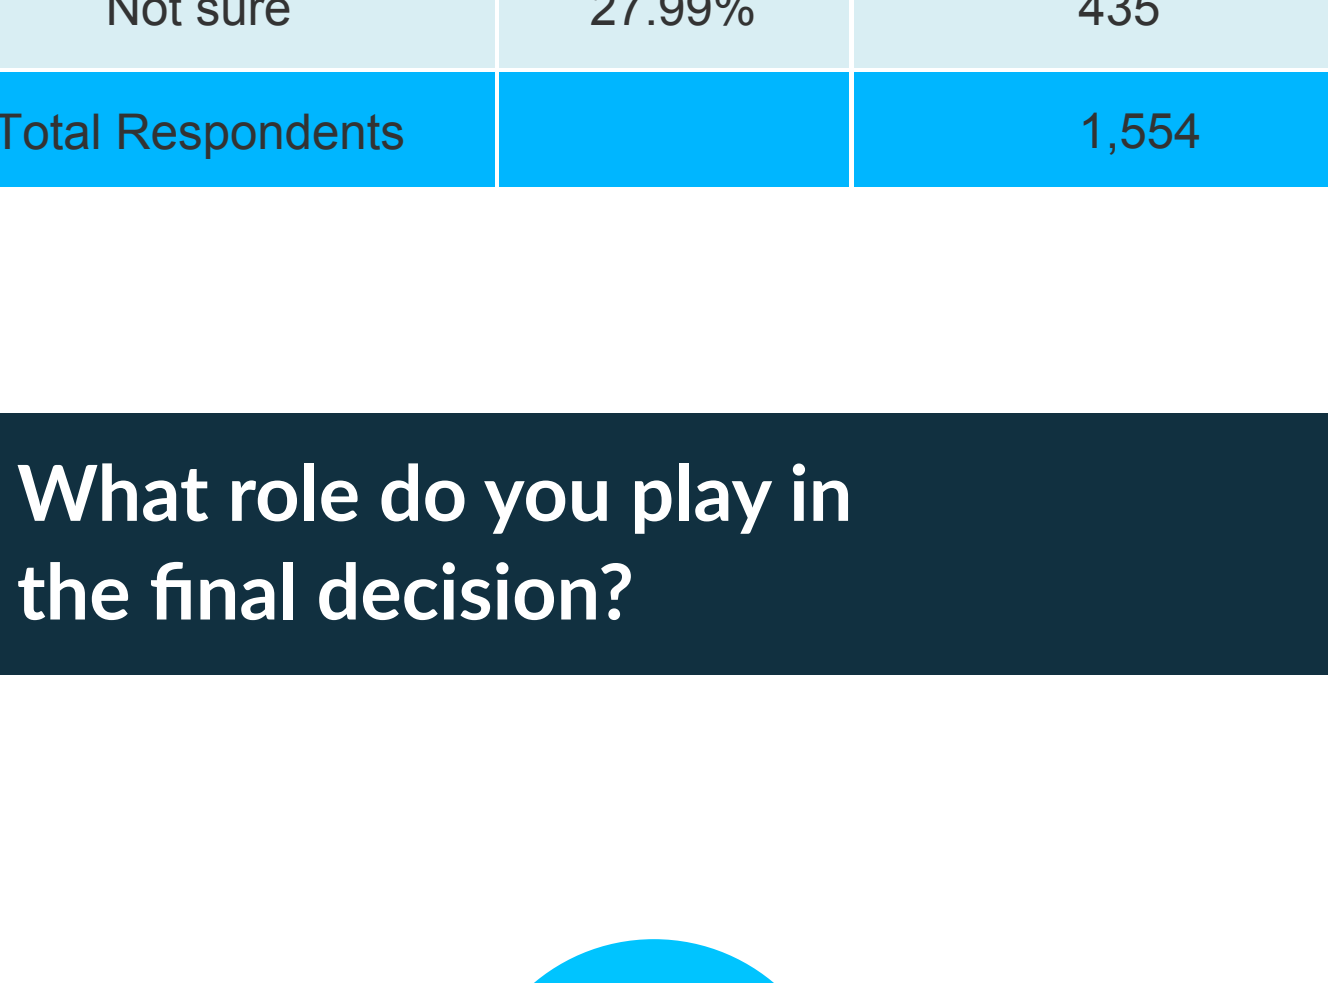 Not sure 27.99% 435
Total Respondents 1,554
What role do you play in
the final decision?